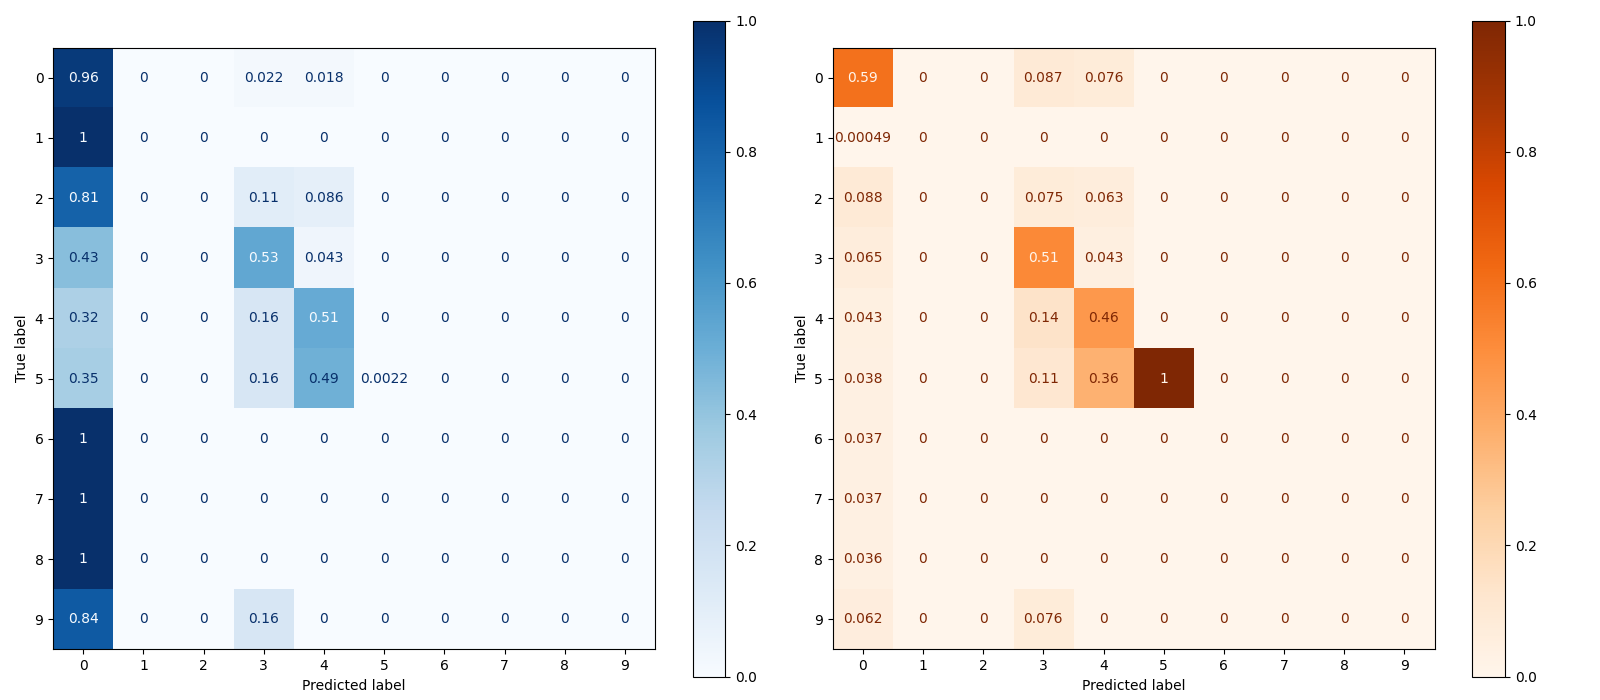 0 0.96 0 0 0.022 0.018 0 0 0 0 0
1 1 0 0 0 0 0 0 0 0 0
2 0.81 0 0 0.11 0.086 0 0 0 0 0
3 0.43 0 0 0.53 0.043 0 0 0 0 0
4 0.32 0 0 0.16 0.51 0 0 0 0 0
5 0.35 0 0 0.16 0.49 0.0022 0 0 0 0
6 1 0 0 0 0 0 0 0 0 0
7 1 0 0 0 0 0 0 0 0 0
8 1 0 0 0 0 0 0 0 0 0
9 0.84 0 0 0.16 0 0 0 0 0 0
0 1 2 3 4 5 6 7 8 9
True label
Predicted label
1.0
0.8
0.6
0.4
0.2
0.0
0 0.59 0 0 0.087 0.076 0 0 0 0 0
1 0.00049 0 0 0 0 0 0 0 0 0
2 0.088 0 0 0.075 0.063 0 0 0 0 0
3 0.065 0 0 0.51 0.043 0 0 0 0 0
4 0.043 0 0 0.14 0.46 0 0 0 0 0
5 0.038 0 0 0.11 0.36 1 0 0 0 0
6 0.037 0 0 0 0 0 0 0 0 0
7 0.037 0 0 0 0 0 0 0 0 0
8 0.036 0 0 0 0 0 0 0 0 0
9 0.062 0 0 0.076 0 0 0 0 0 0
0 1 2 3 4 5 6 7 8 9
True label
Predicted label
1.0
0.8
0.6
0.4
0.2
0.0